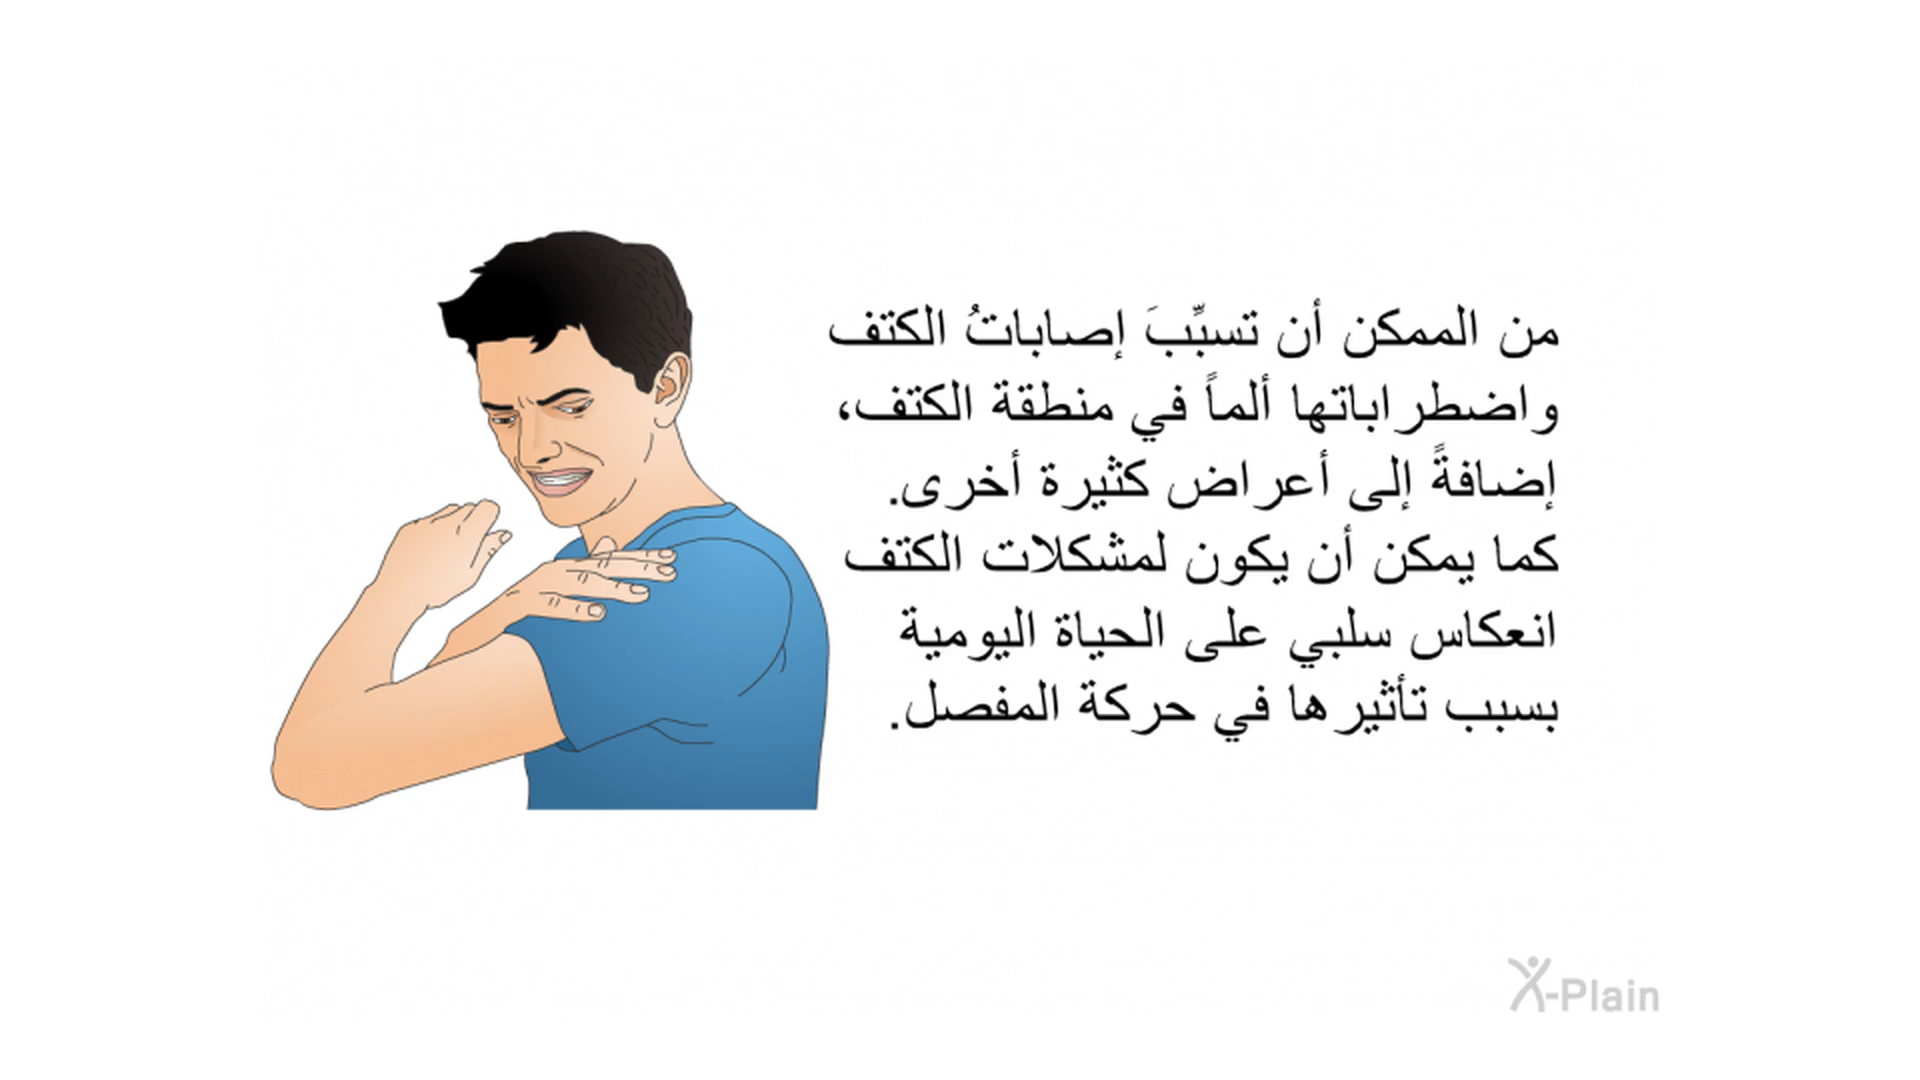 من الممكن أن تسبِّبَ إصاباتُ الكتف
واضطراباتها ألماً في منطقة الكتف،
إضافةً إلى أعراض كثيرة أخرى.
كما يمكن أن يكون لمشكلات الكتف
انعكاس سلبي على الحياة اليومية
بسبب تأثيرها في حركة المفصل.
X-Plain